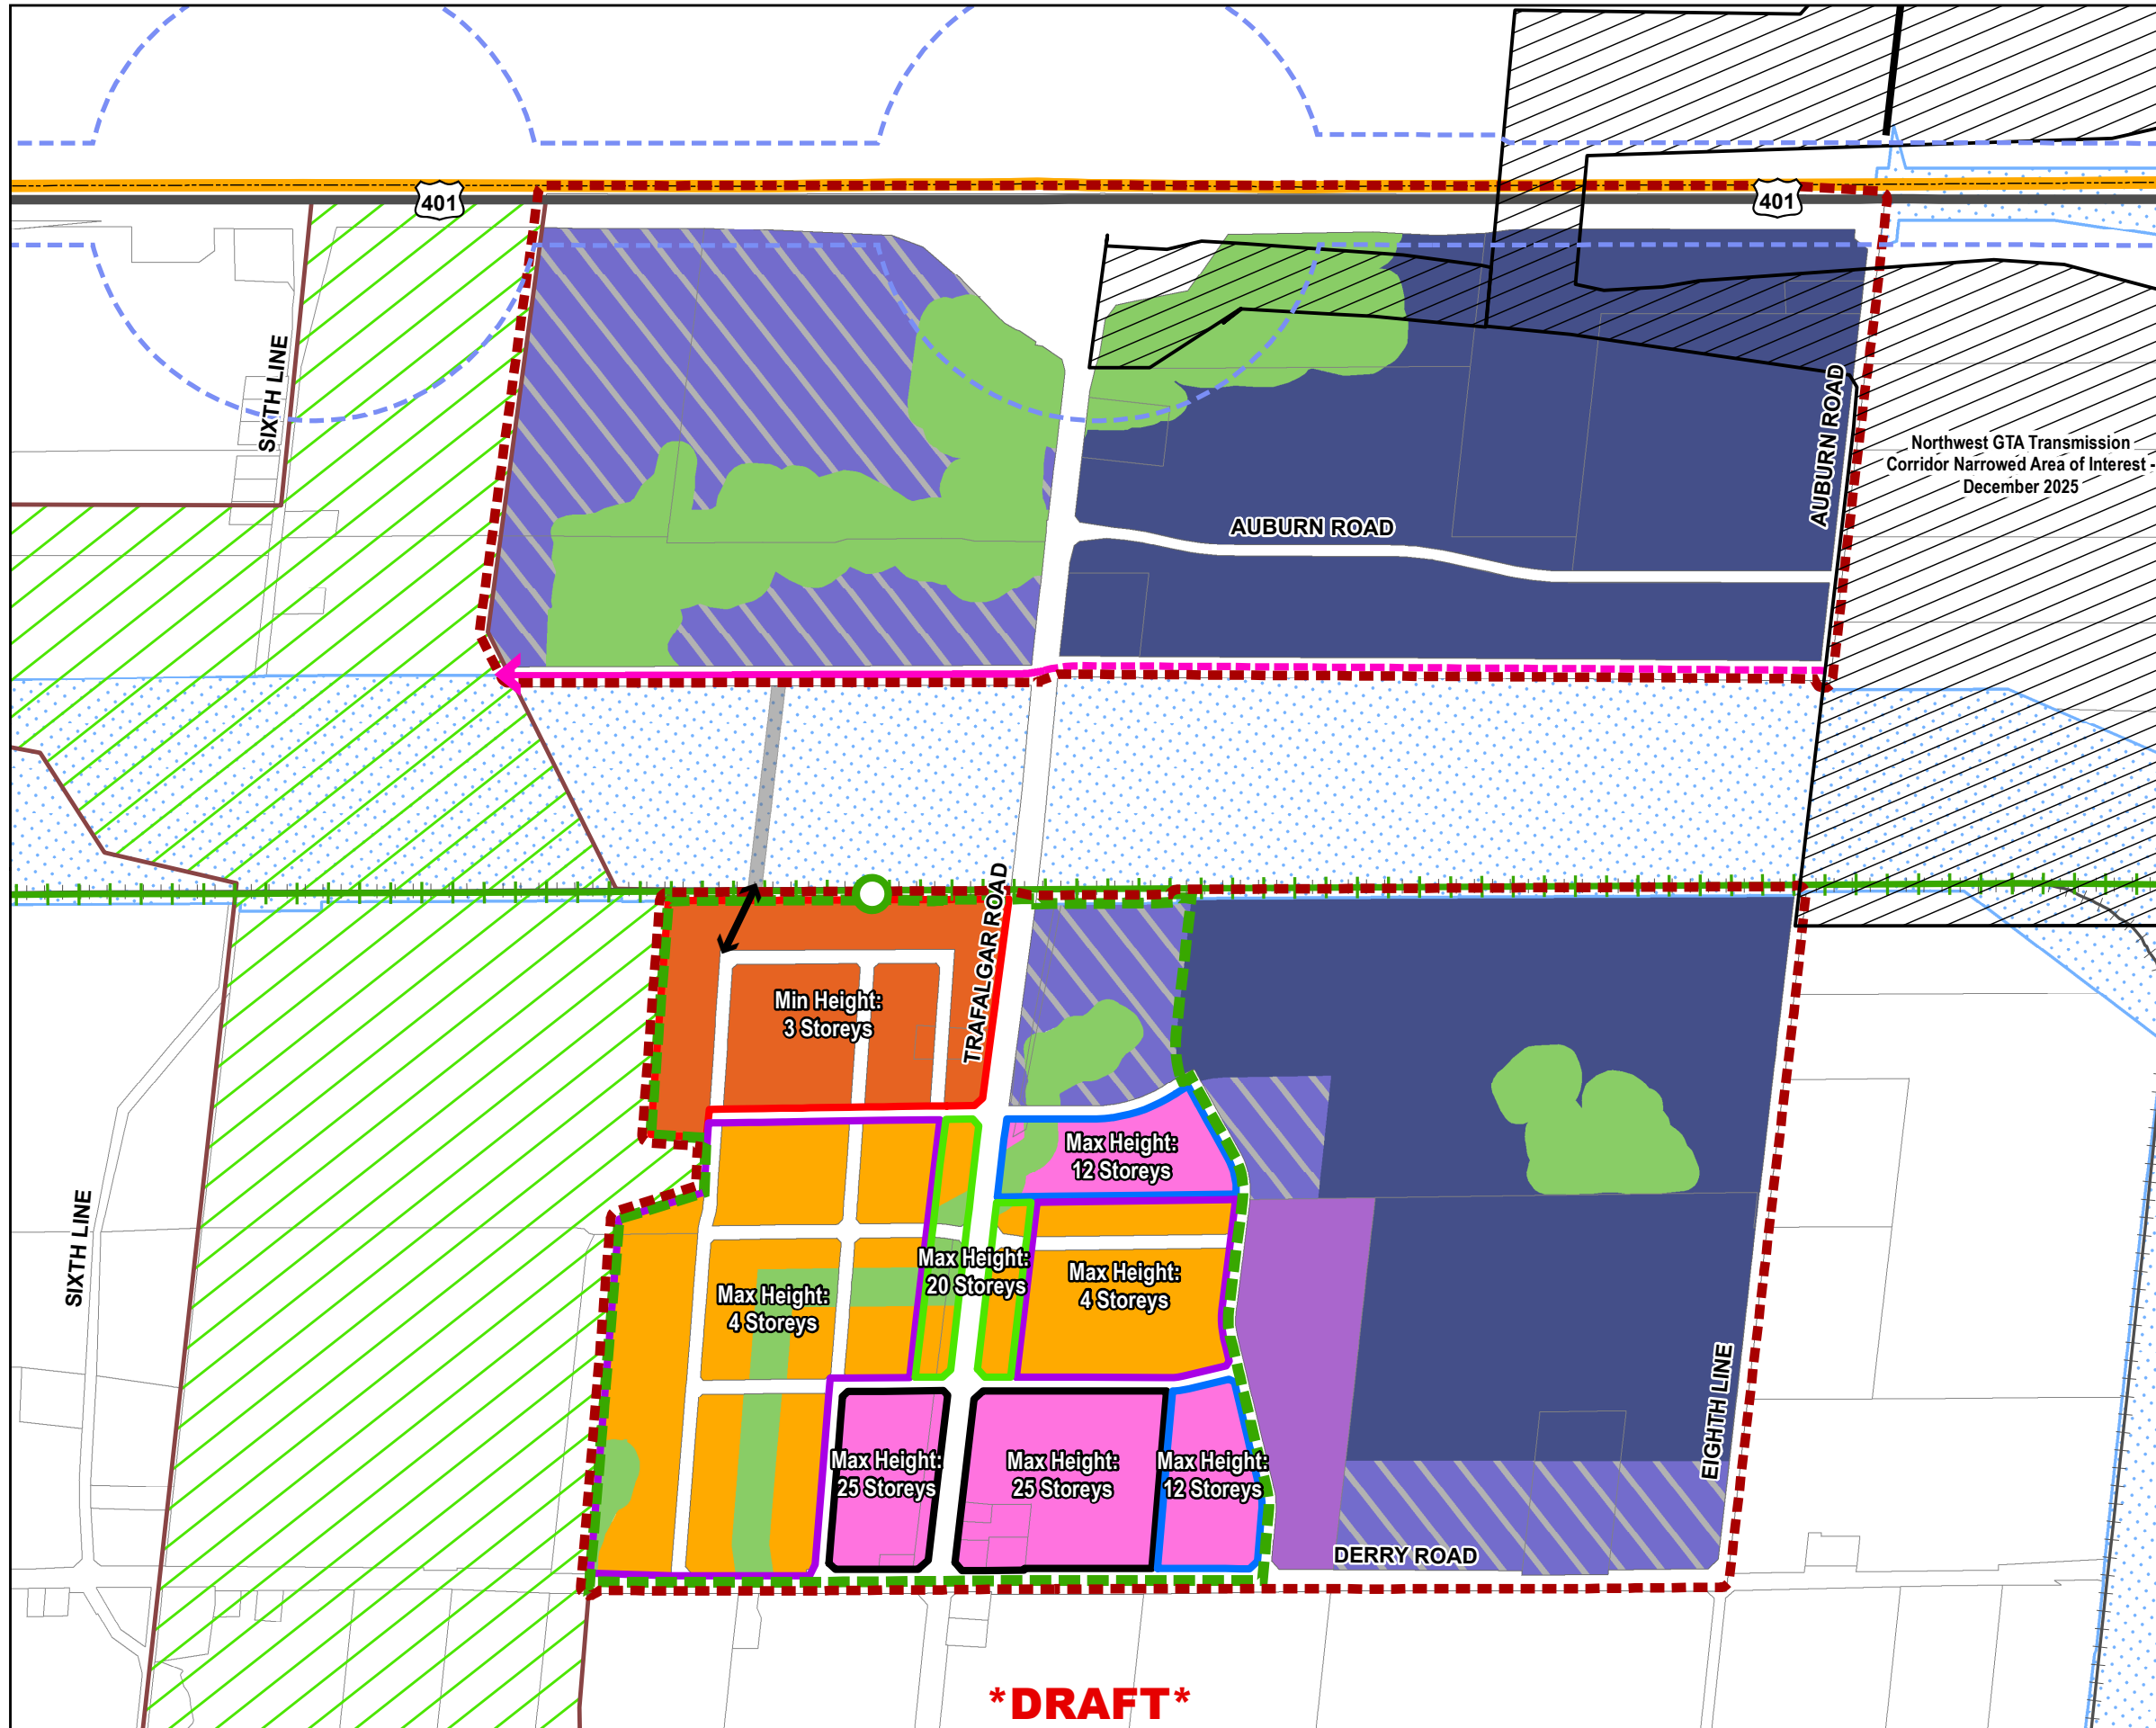 401
401
SIXTH LINE
AUBURN ROAD
Northwest GTA Transmission
Corridor Narrowed Area of Interest -
December 2025
AUBURN ROAD
TRAFALGAR ROAD
Min Height:
3 Storeys
Max Height:
12 Storeys
SIXTH LINE
Max Height:
20 Storeys
Max Height:
4 Storeys
Max Height:
4 Storeys
EIGHTH LINE
Max Height:
25 Storeys
Max Height:
25 Storeys
Max Height:
12 Storeys
DERRY ROAD
*DRAFT*